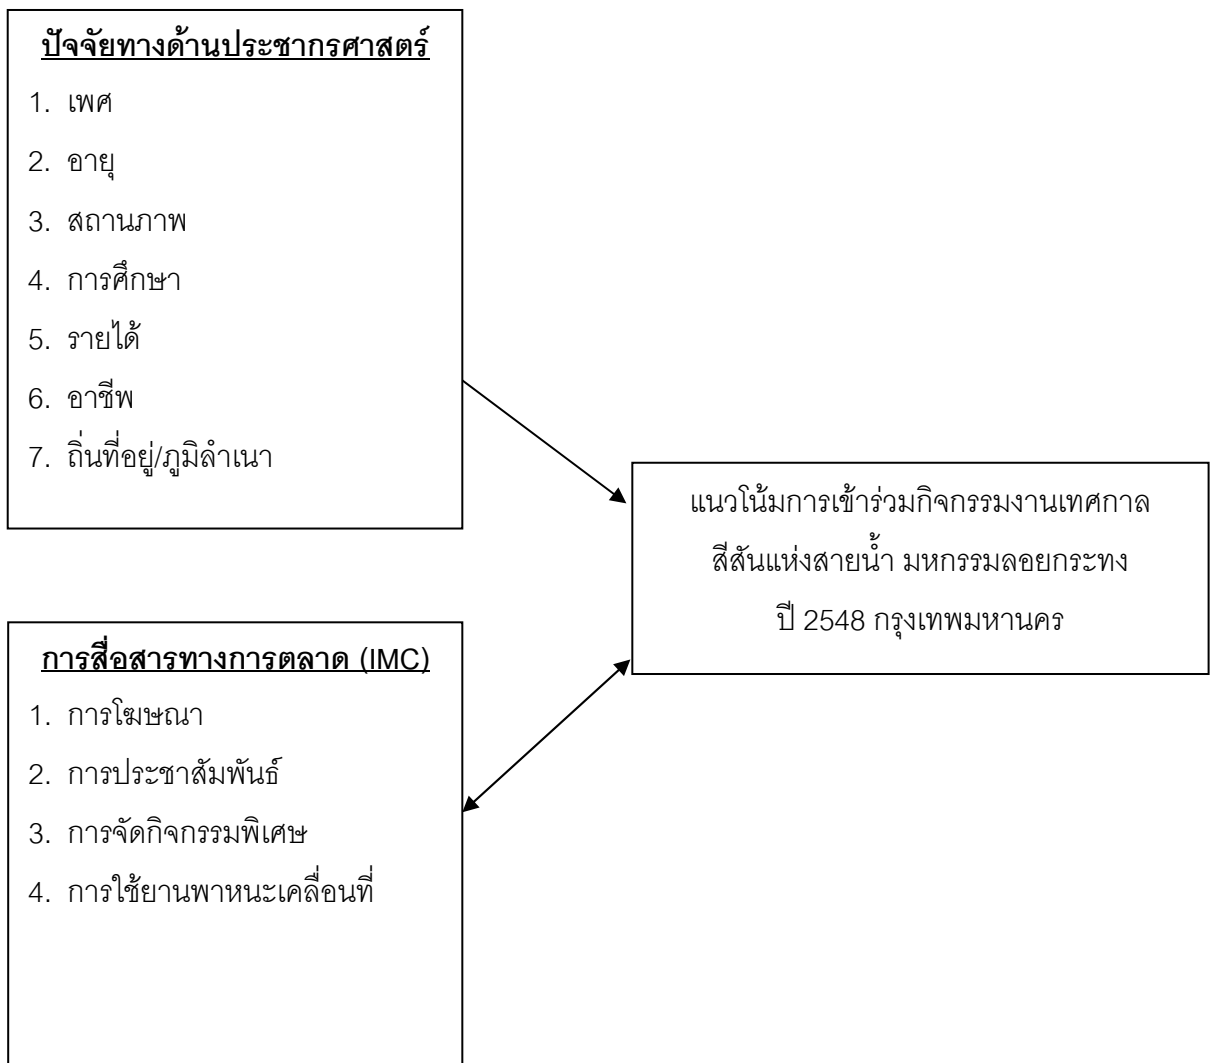 ปัจจัยทางด้านประชากรศาสตร์
1. เพศ
2. อายุ
3. สถานภาพ
4. การศึกษา
5. รายได้
6. อาชีพ
7. ถิ่นที่อยู่/ภูมิลำเนา
แนวโน้มการเข้าร่วมกิจกรรมงานเทศกาล
สีสันแห่งสายน้ำ มหกรรมลอยกระทง
ปี 2548 กรุงเทพมหานคร
การสื่อสารทางการตลาด (IMC)
1. การโฆษณา
2. การประชาสัมพันธ์
3. การจัดกิจกรรมพิเศษ
4. การใช้ยานพาหนะเคลื่อนที่